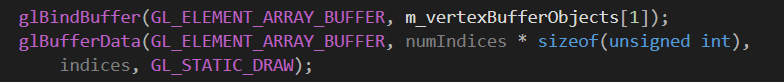 glBindBuffer(GL_ELEMENT_ARRAY_BUFFER, m_vertexBufferObjects[1]);
glBufferData(GL_ELEMENT_ARRAY_BUFFER, numIndices * sizeof(unsigned int),
indices, GL_STATIC_DRAW);